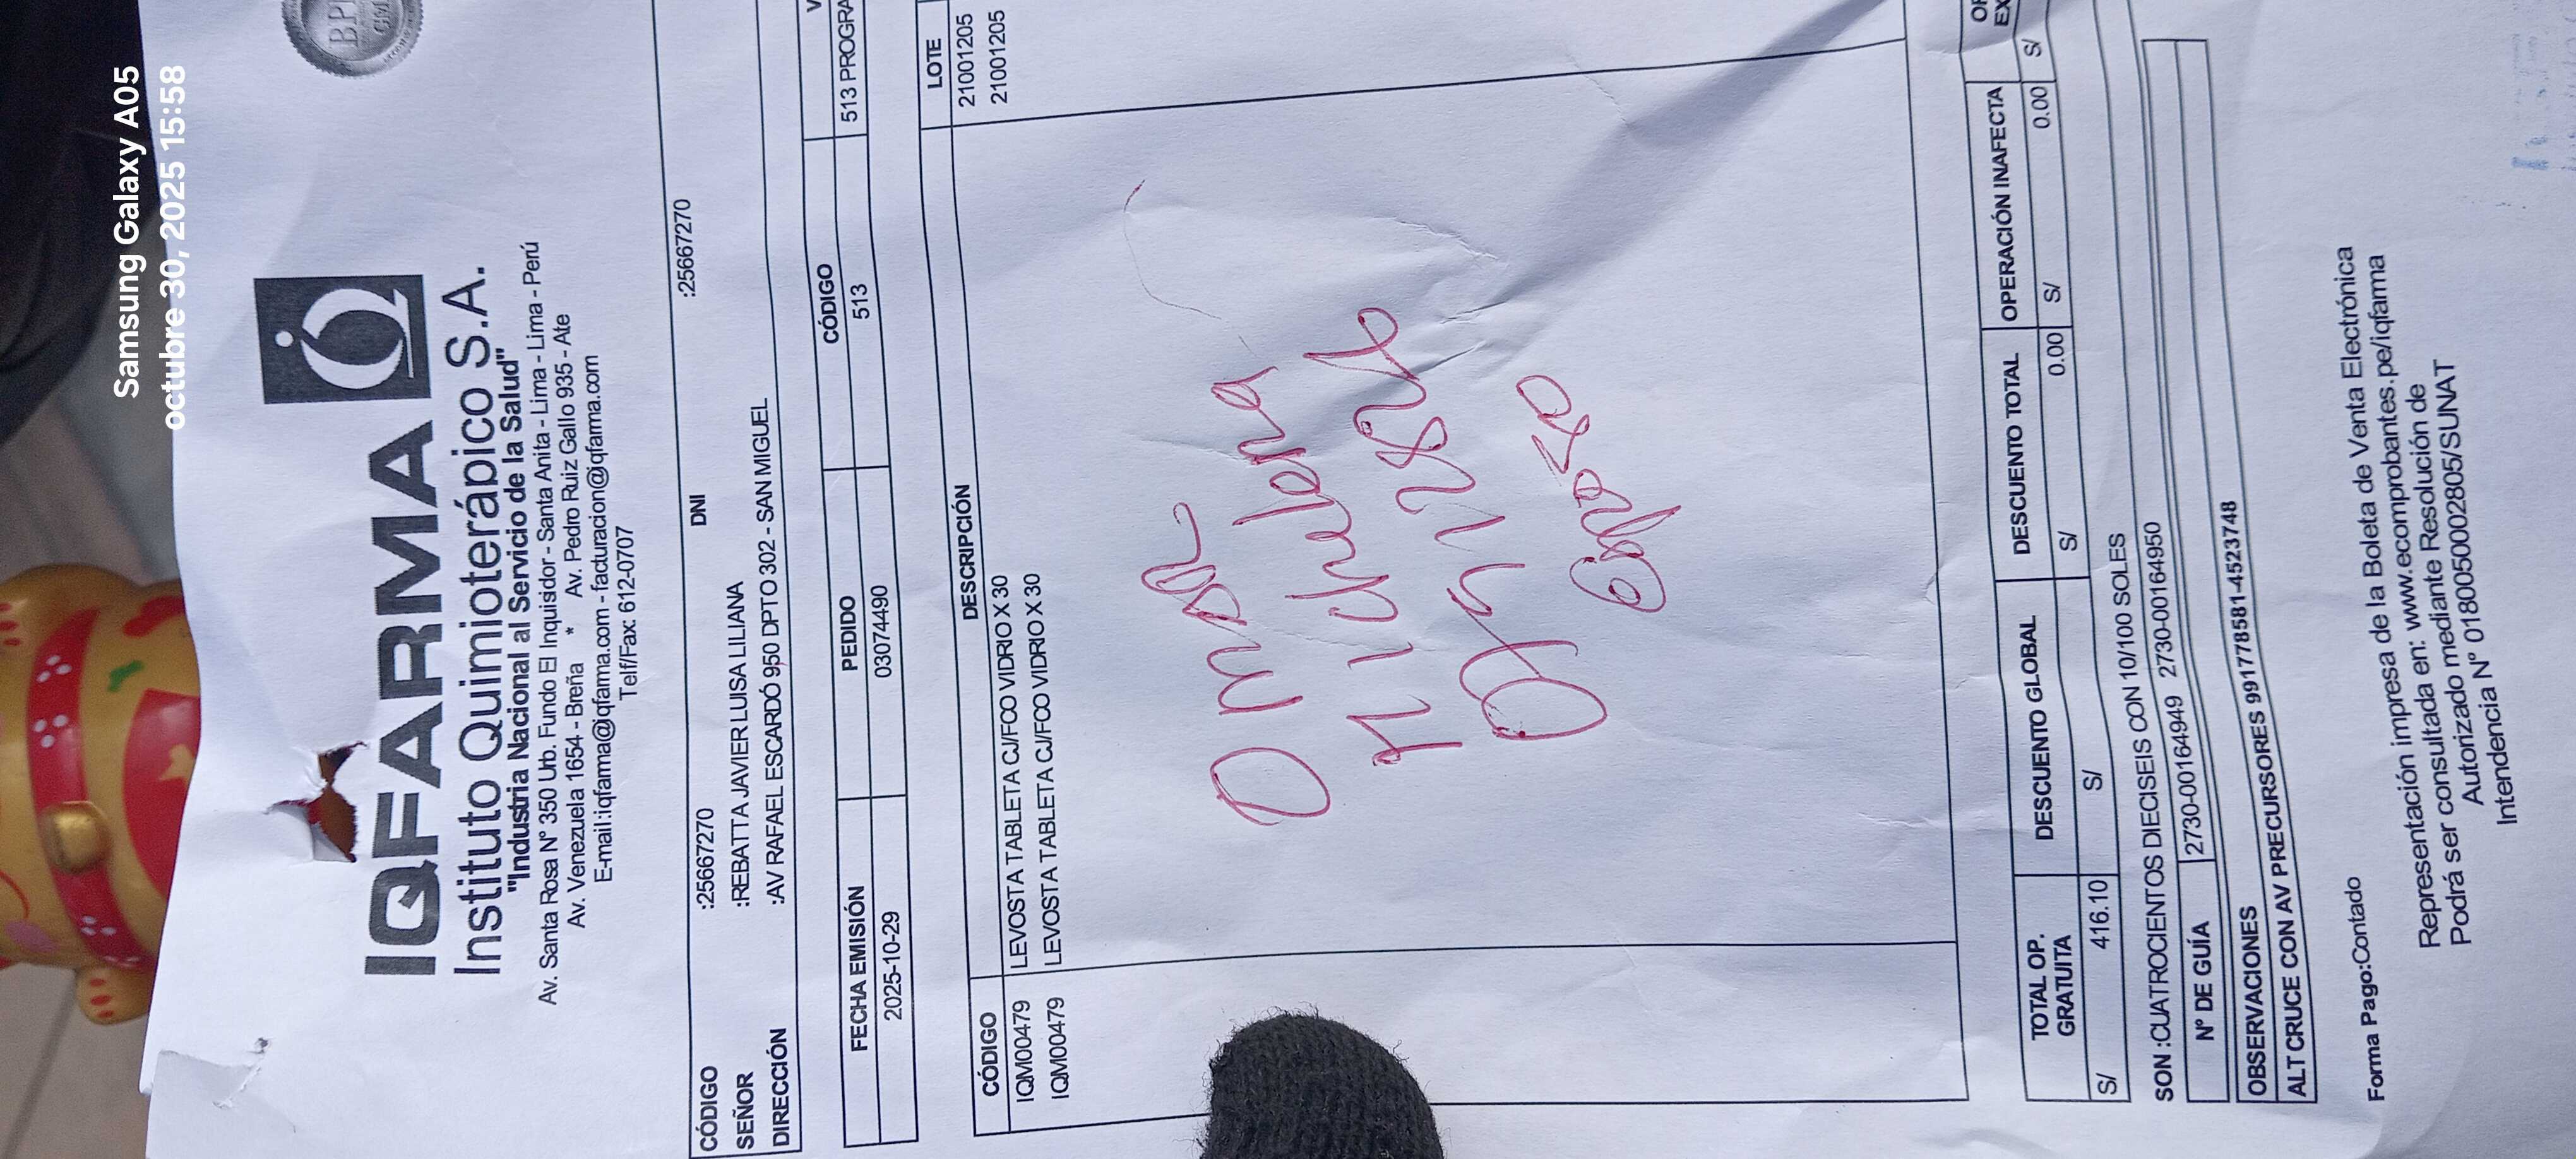 Samsung Galaxy A05
octubre 30, 2025 15:58
IQFARMA
Instituto Quimioterápico S.A.
"Industria Nacional al Servicio de la Salud"
Av. Santa Rosa N° 350 Urb. Fundo El Inquisidor - Santa Anita - Lima - Lima - Perú
Av. Venezuela 1654 - Breña * Av. Pedro Ruiz Gallo 935 - Ate
E-mail:iqfarma@qfarma.com - facturacion@qfarma.com
Telf/Fax: 612-0707
CÓDIGO :25667270 DNI :25667270
SEÑOR :REBATTA JAVIER LUISA LILIANA
DIRECCIÓN :AV RAFAEL ESCARDÓ 950 DPTO 302 - SAN MIGUEL
FECHA EMISIÓN PEDIDO CÓDIGO
2025-10-29 03074490 513 513 PROGRA
CÓDIGO DESCRIPCIÓN LOTE
IQM00479 LEVOSTA TABLETA CJ/FCO VIDRIO X 30 21001205
IQM00479 LEVOSTA TABLETA CJ/FCO VIDRIO X 30 21001205
Omar
Esposo
TOTAL OP. GRATUITA DESCUENTO GLOBAL DESCUENTO TOTAL OPERACIÓN INAFECTA
S/ 416.10 S/ S/ 0.00 S/ 0.00 S/
SON :CUATROCIENTOS DIECISEIS CON 10/100 SOLES
N° DE GUÍA 2730-00164949 2730-00164950
OBSERVACIONES
ALT CRUCE CON AV PRECURSORES 991778581-4523748
Forma Pago:Contado
Representación impresa de la Boleta de Venta Electrónica
Podrá ser consultada en: www.ecomprobantes.pe/iqfarma
Autorizado mediante Resolución de
Intendencia N° 0180050002805/SUNAT